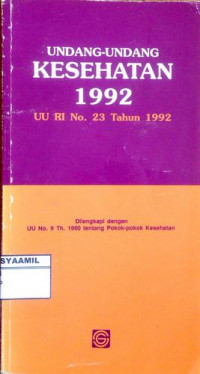 UNDANG-UNDANG
KESEHATAN
1992
UU RI No. 23 Tahun 1992
Dilengkapi dengan
UU No. 9 Th. 1960 tentang Pokok-pokok Kesehatan
SYAAMIL